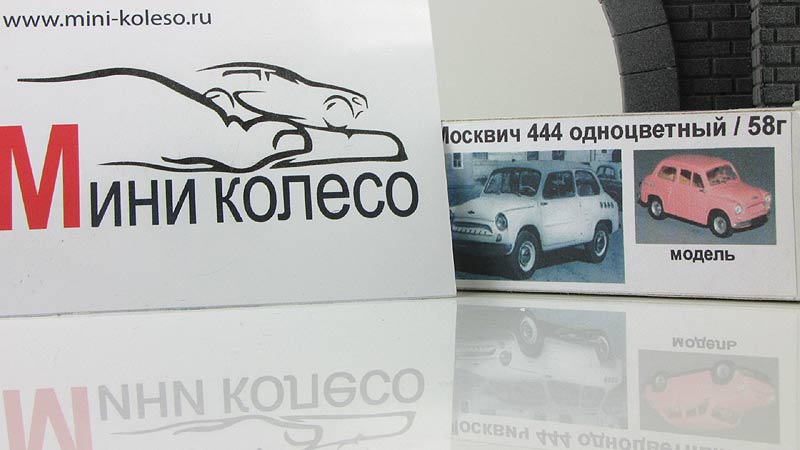 www.mini-koleso.ru
Мини колесо
Москвич 444 одноцветный / 58г
модель